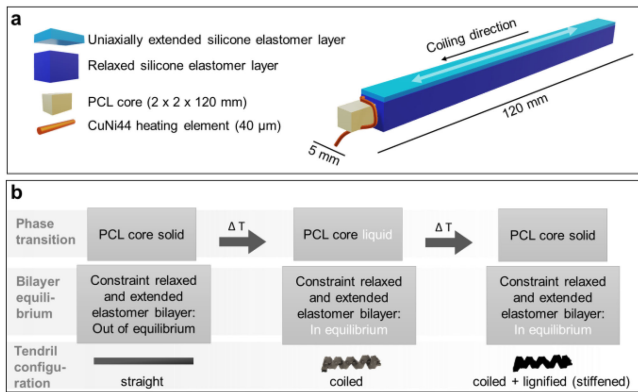 a
Uniaxially extended silicone elastomer layer
Relaxed silicone elastomer layer
PCL core (2 x 2 x 120 mm)
CuNi44 heating element (40 µm)
Coiling direction
120 mm
5 mm
b
Phase
transition
PCL core solid
Δ T
PCL core liquid
Δ T
PCL core solid
Bilayer
equili-
brium
Constraint relaxed
and extended
elastomer bilayer:
Out of equilibrium
Constraint relaxed
and extended
elastomer bilayer:
In equilibrium
Constraint relaxed
and extended
elastomer bilayer:
In equilibrium
Tendril
configu-
ration
straight
coiled
coiled + lignified (stiffened)